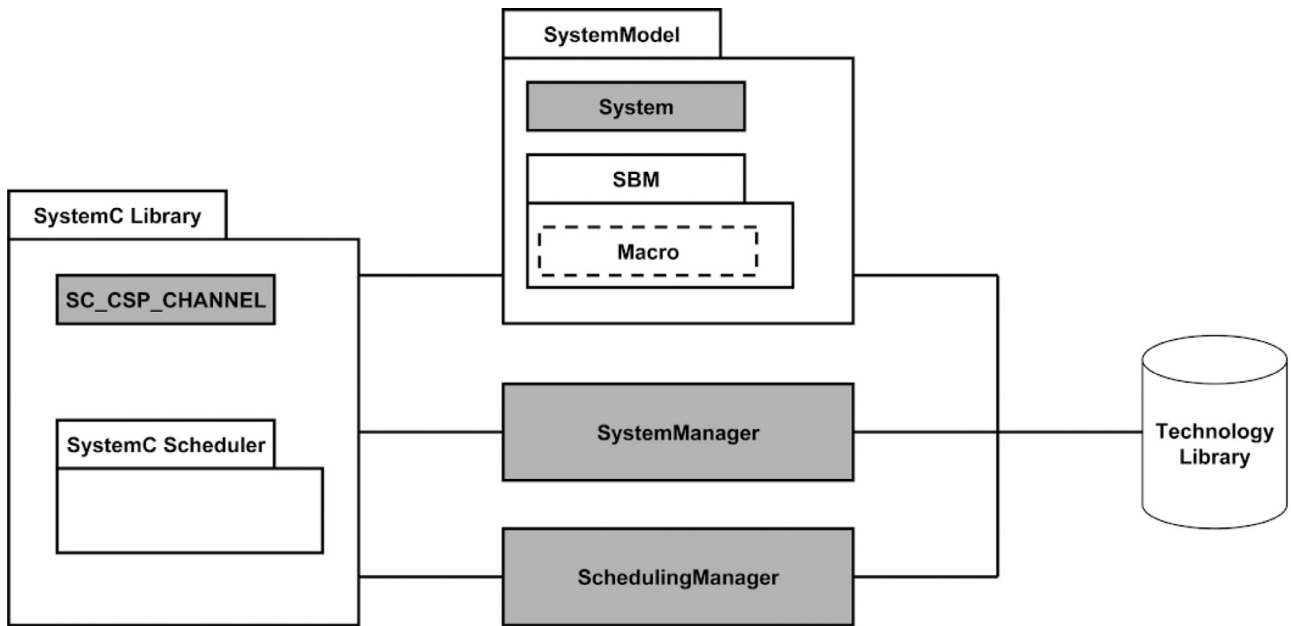 SystemModel
System
SBM
Macro
SystemC Library
SC_CSP_CHANNEL
SystemC Scheduler
SystemManager
SchedulingManager
Technology
Library